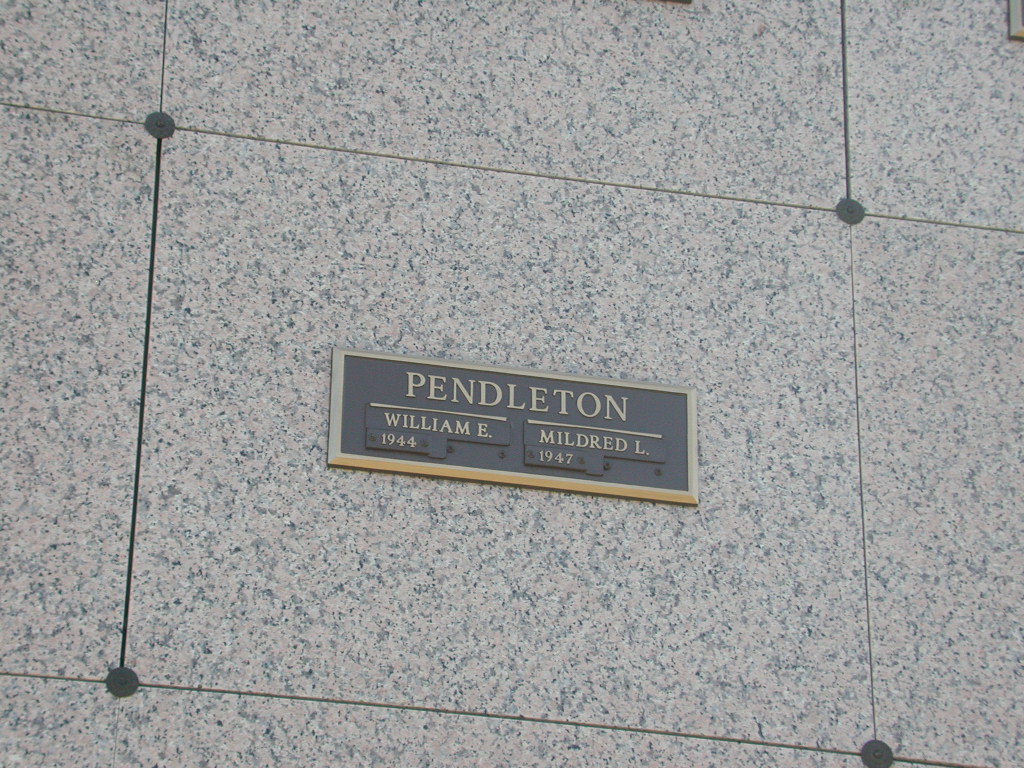 PENDLETON
WILLIAM E. MILDRED L.
1944 1947